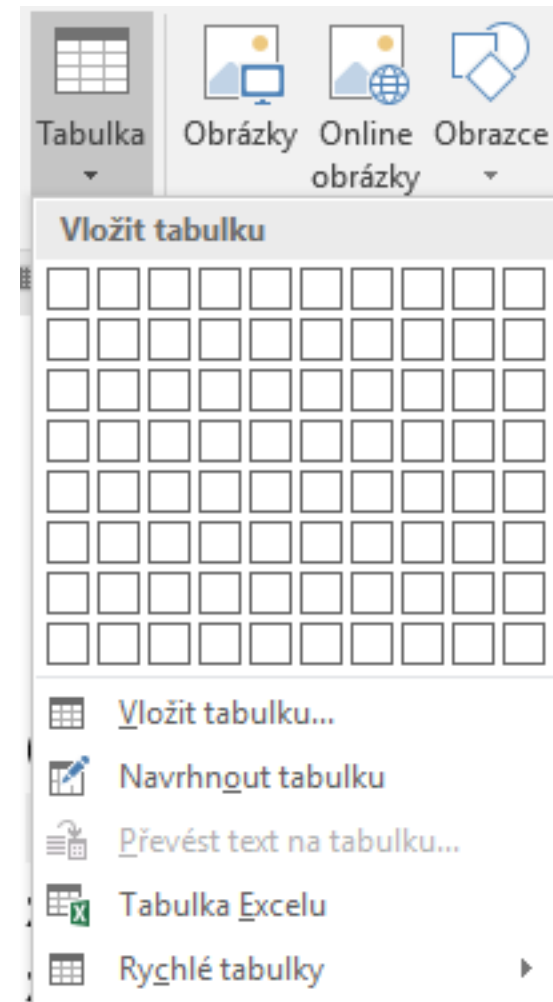 Tabulka
Obrázky
Online
obrázky
Obrazce
Vložit tabulku
Vložit tabulku...
Navrhnout tabulku
Převést text na tabulku...
Tabulka Excelu
Rychlé tabulky